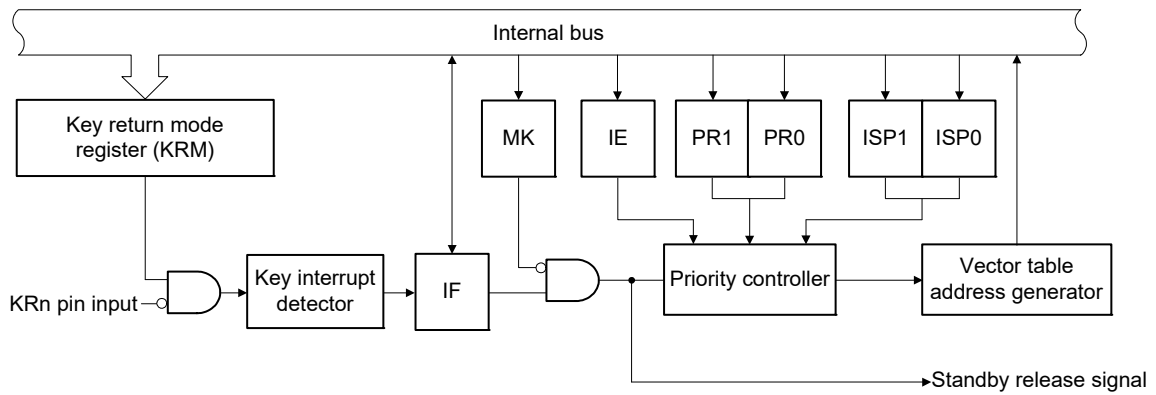 Internal bus
Key return mode
register (KRM)
MK
IE
PR1
PR0
ISP1
ISP0
KRn pin input
Key interrupt
detector
IF
Priority controller
Vector table
address generator
Standby release signal